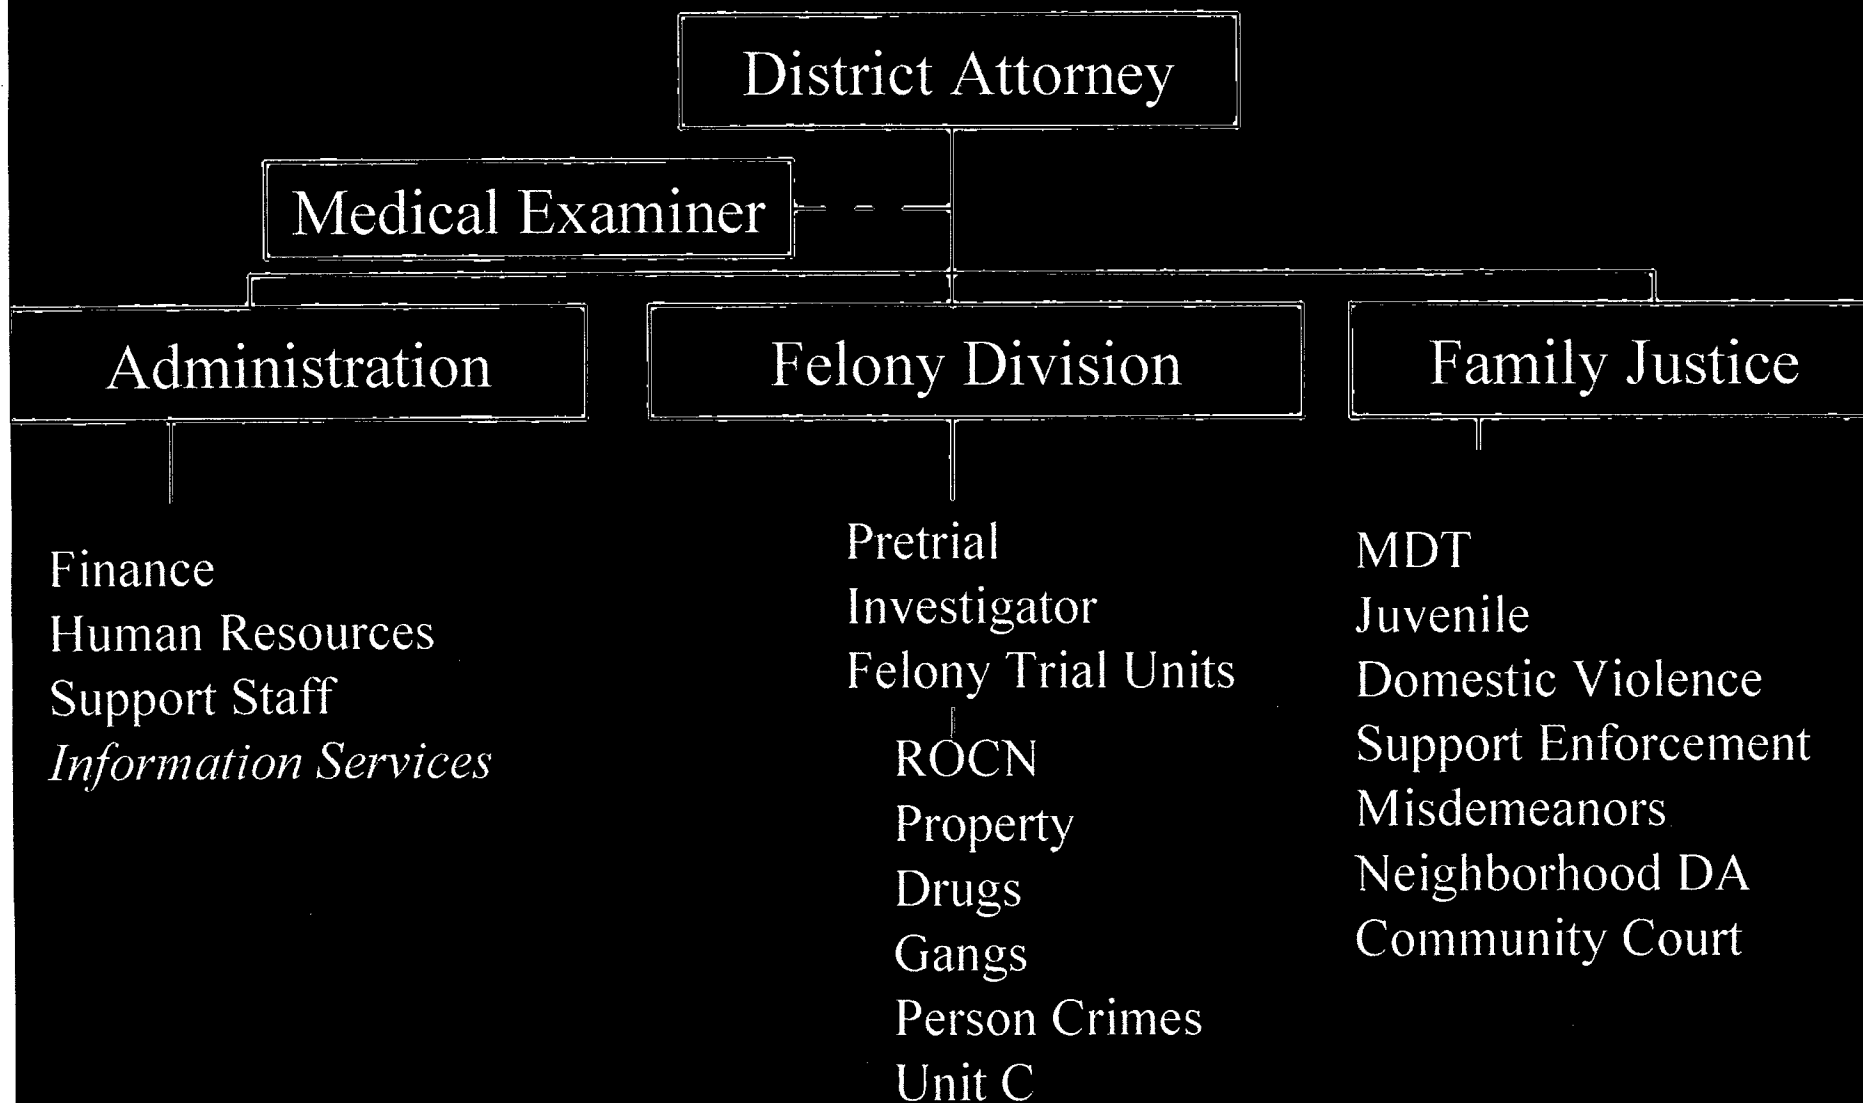 District Attorney
Medical Examiner
Administration
Finance
Human Resources
Support Staff
Information Services
Felony Division
Pretrial
Investigator
Felony Trial Units
ROCN
Property
Drugs
Gangs
Person Crimes
Unit C
Family Justice
MDT
Juvenile
Domestic Violence
Support Enforcement
Misdemeanors
Neighborhood DA
Community Court